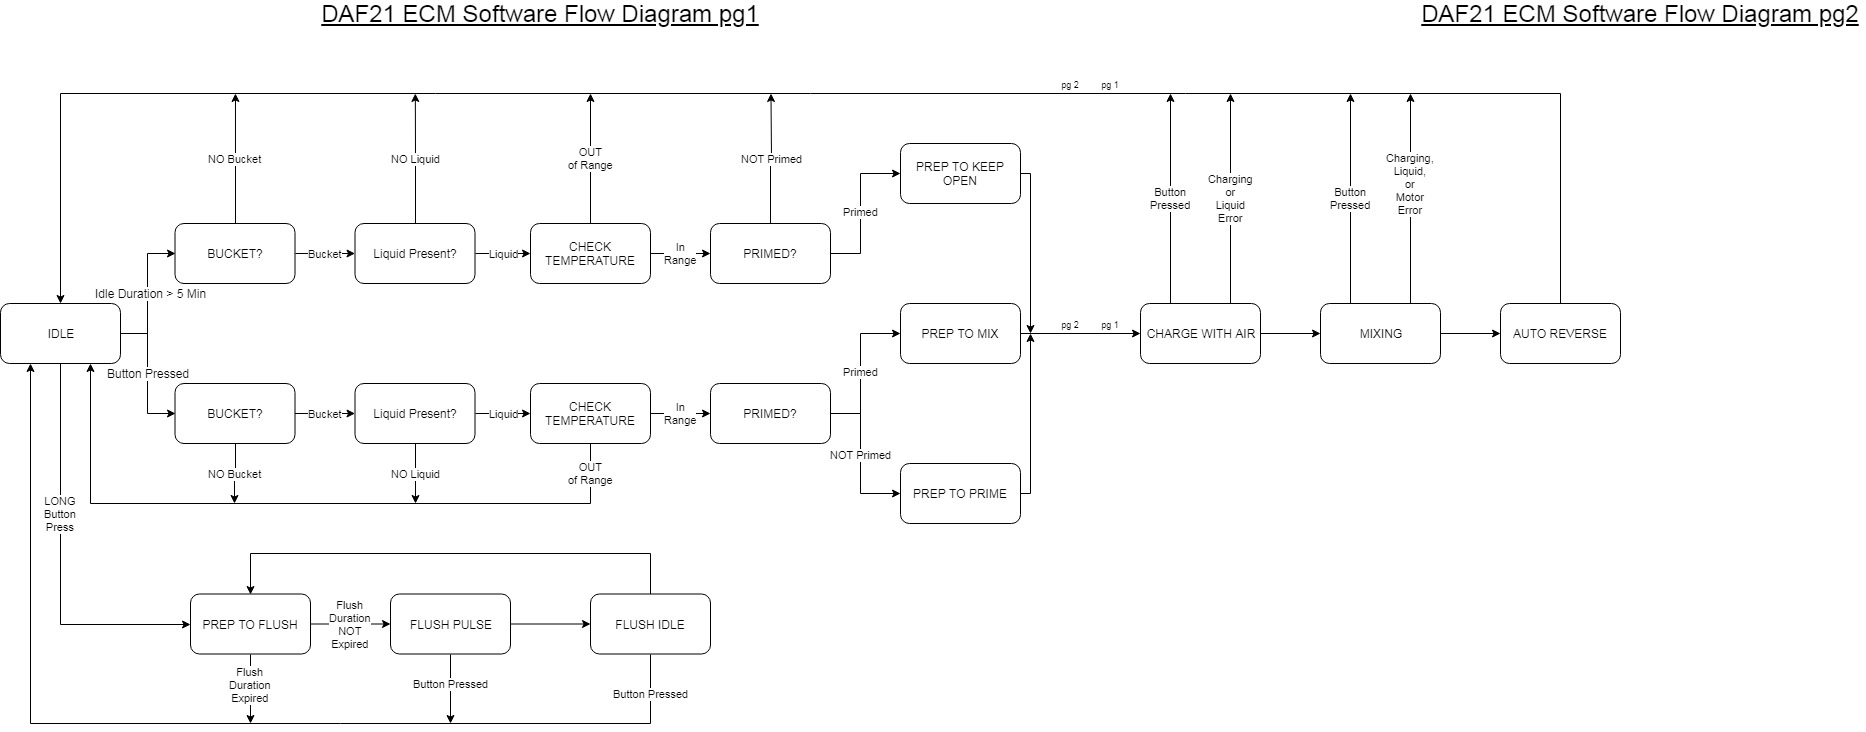 DAF21 ECM Software Flow Diagram pg1
DAF21 ECM Software Flow Diagram pg2
pg 2
pg 1
NO Bucket
NO Liquid
OUT
of Range
NOT Primed
PREP TO KEEP
OPEN
Primed
Button
Pressed
Charging
or
Liquid
Error
Button
Pressed
Charging,
Liquid,
or
Motor
Error
BUCKET?
Bucket
Liquid Present?
Liquid
CHECK
TEMPERATURE
In
Range
PRIMED?
Idle Duration > 5 Min
IDLE
PREP TO MIX
pg 2
pg 1
CHARGE WITH AIR
MIXING
AUTO REVERSE
Button Pressed
Primed
BUCKET?
Bucket
Liquid Present?
Liquid
CHECK
TEMPERATURE
In
Range
PRIMED?
NOT Primed
NO Bucket
NO Liquid
OUT
of Range
PREP TO PRIME
LONG
Button
Press
PREP TO FLUSH
Flush
Duration
NOT
Expired
FLUSH PULSE
FLUSH IDLE
Flush
Duration
Expired
Button Pressed
Button Pressed